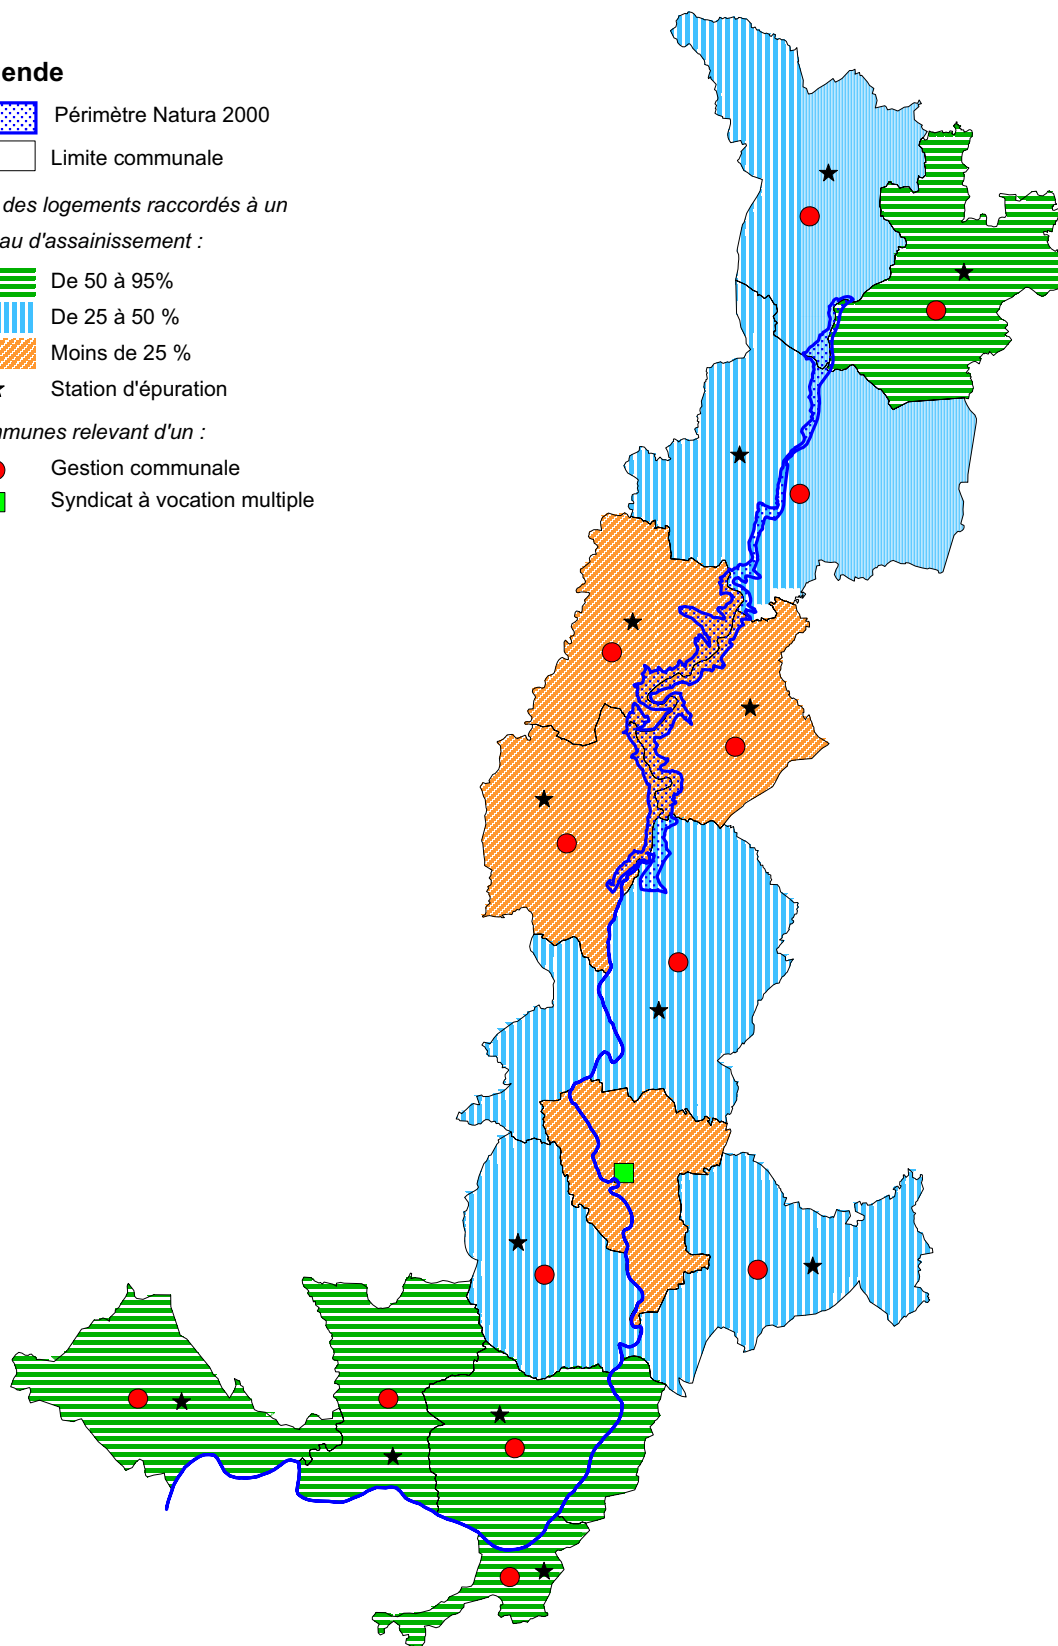 ende
Périmètre Natura 2000
Limite communale
des logements raccordés à un
au d'assainissement :
De 50 à 95%
De 25 à 50 %
Moins de 25 %
Station d'épuration
mmunes relevant d'un :
Gestion communale
Syndicat à vocation multiple